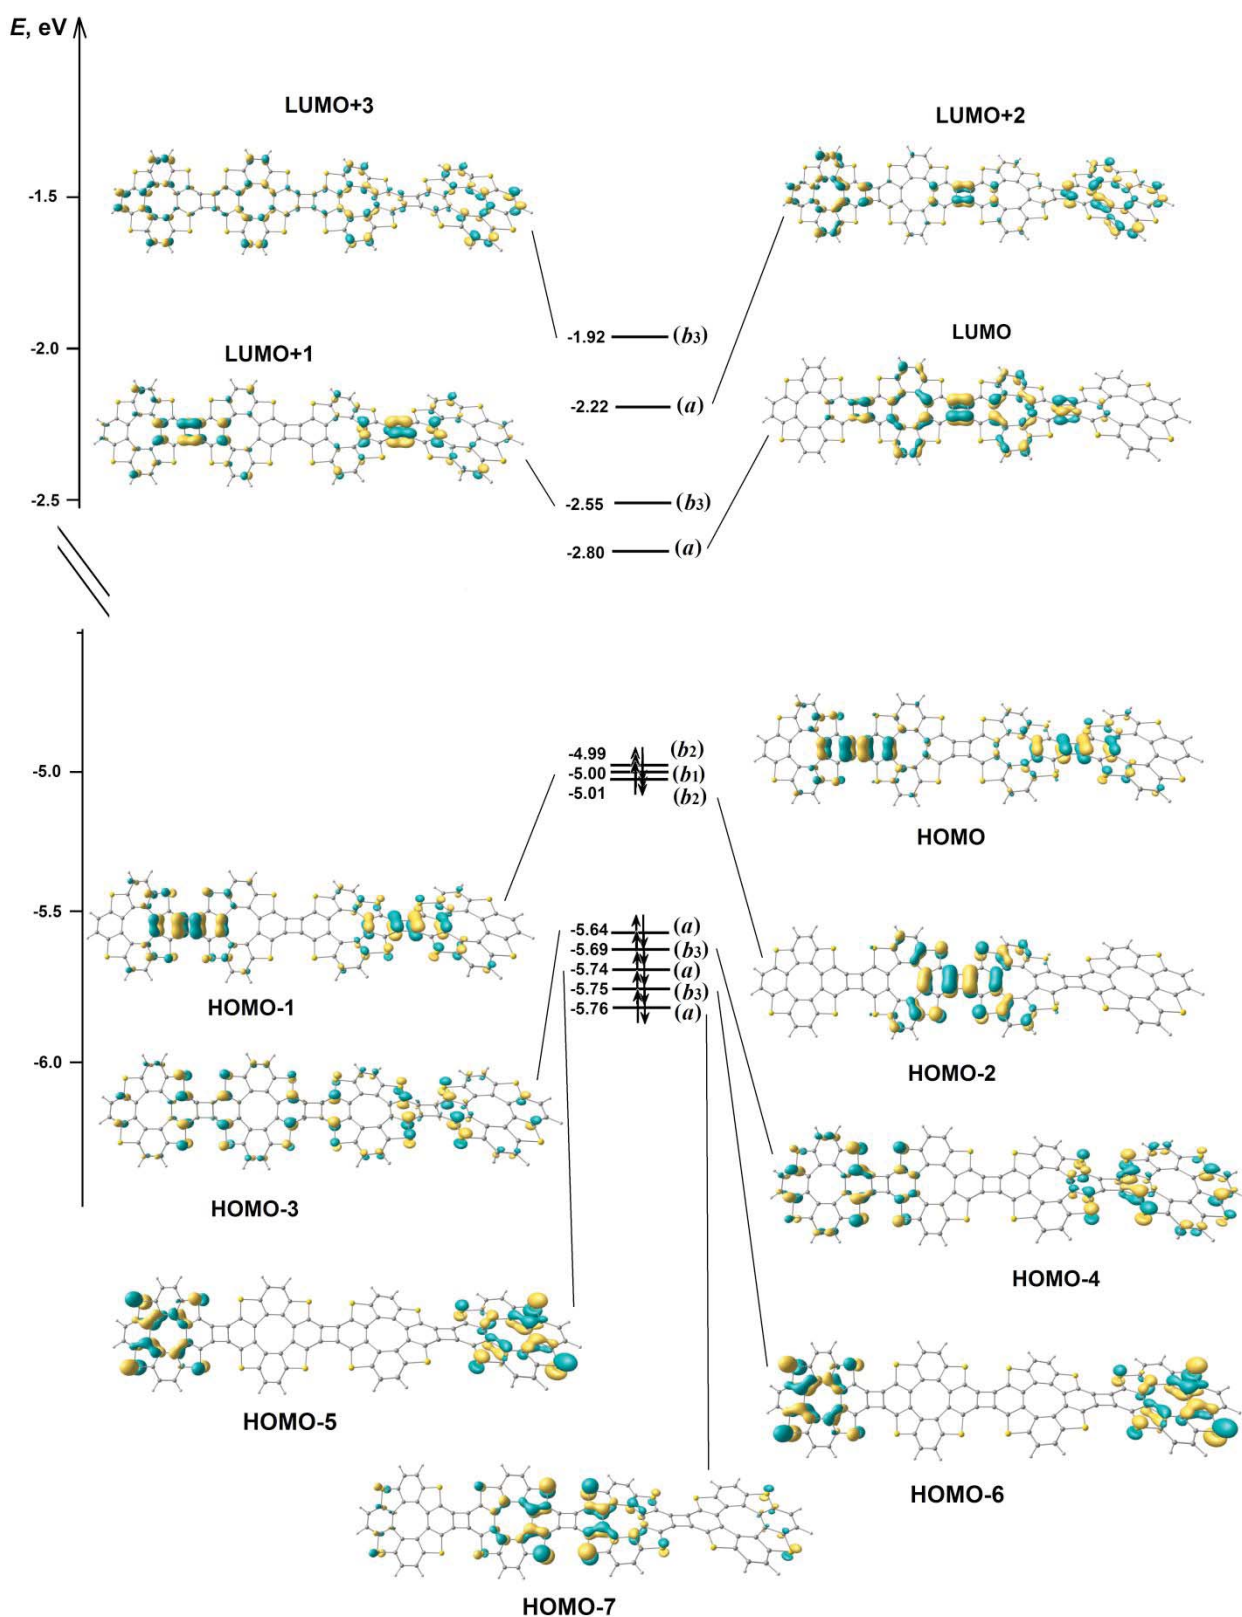 E, eV
LUMO+3
LUMO+2
-1.5
-1.92
(b3)
LUMO
-2.0
LUMO+1
-2.22
(a)
-2.5
-2.55
(b3)
-2.80
(a)
-4.99
(b2)
-5.0
-5.00
(b1)
-5.01
(b2)
HOMO
-5.5
-5.64
(a)
-5.69
(b3)
-5.74
(a)
-5.75
(b3)
-5.76
(a)
HOMO-1
-6.0
HOMO-2
HOMO-3
HOMO-4
HOMO-5
HOMO-6
HOMO-7